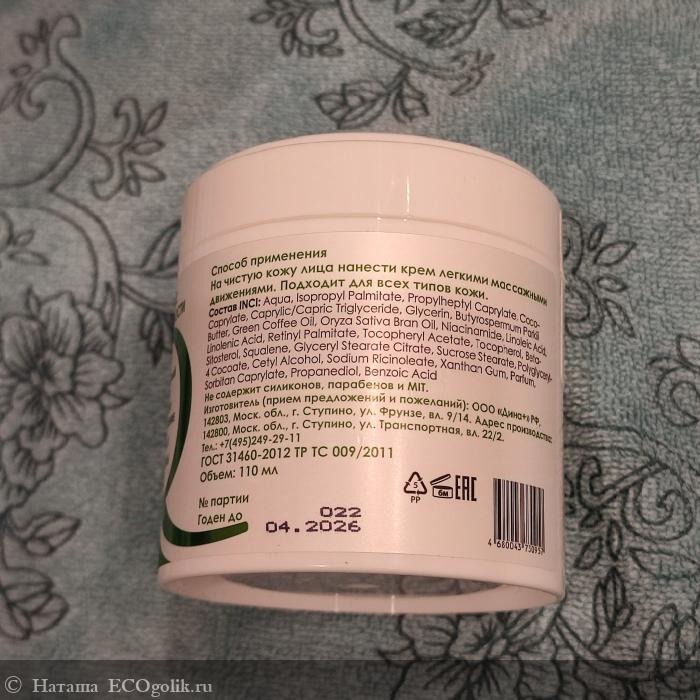 СТИ
Способ применения
На чистую кожу лица нанести крем легкими массажными
движениями. Подходит для всех типов кожи.
Состав INCI: Aqua, Isopropyl Palmitate, Propylheptyl Caprylate, Coco-
Caprylate, Caprylic/Capric Triglyceride, Glycerin, Butyrospermum Parkii
Butter, Green Coffee Oil, Oryza Sativa Bran Oil, Niacinamide, Linoleic Acid,
Linolenic Acid, Retinyl Palmitate, Tocopheryl Acetate, Tocopherol, Beta-
Sitosterol, Squalene, Glyceryl Stearate Citrate, Sucrose Stearate, Polyglyceryl-
4 Cocoate, Cetyl Alcohol, Sodium Ricinoleate, Xanthan Gum, Parfum,
Sorbitan Caprylate, Propanediol, Benzoic Acid
Не содержит силиконов, парабенов и MIT.
Изготовитель (прием предложений и пожеланий): ООО «Дина+» РФ,
142803, Моск. обл., г. Ступино, ул. Фрунзе, вл. 9/14. Адрес производства:
142800, Моск. обл., г. Ступино, ул. Транспортная, вл. 22/2.
Тел.: +7(495)249-29-11
ГОСТ 31460-2012 ТР ТС 009/2011
Объем: 110 мл
5
PP
6м
EAC
№ партии 022
Годен до 04.2026
4 680043 730957
© Наташа ECOgolik.ru